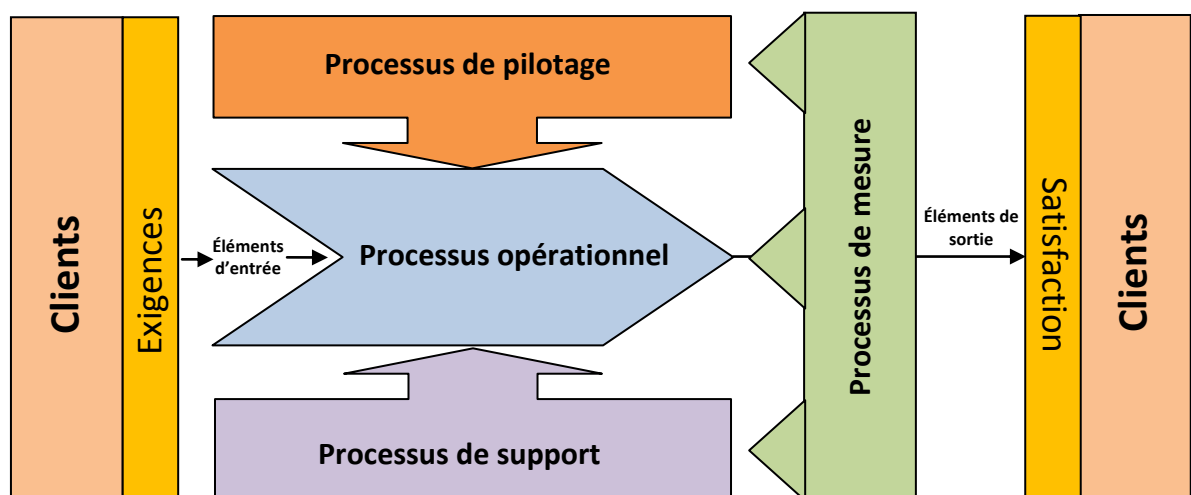 Clients
Exigences
Éléments
d'entrée
Processus de pilotage
Processus opérationnel
Processus de support
Processus de mesure
Éléments de
sortie
Satisfaction
Clients